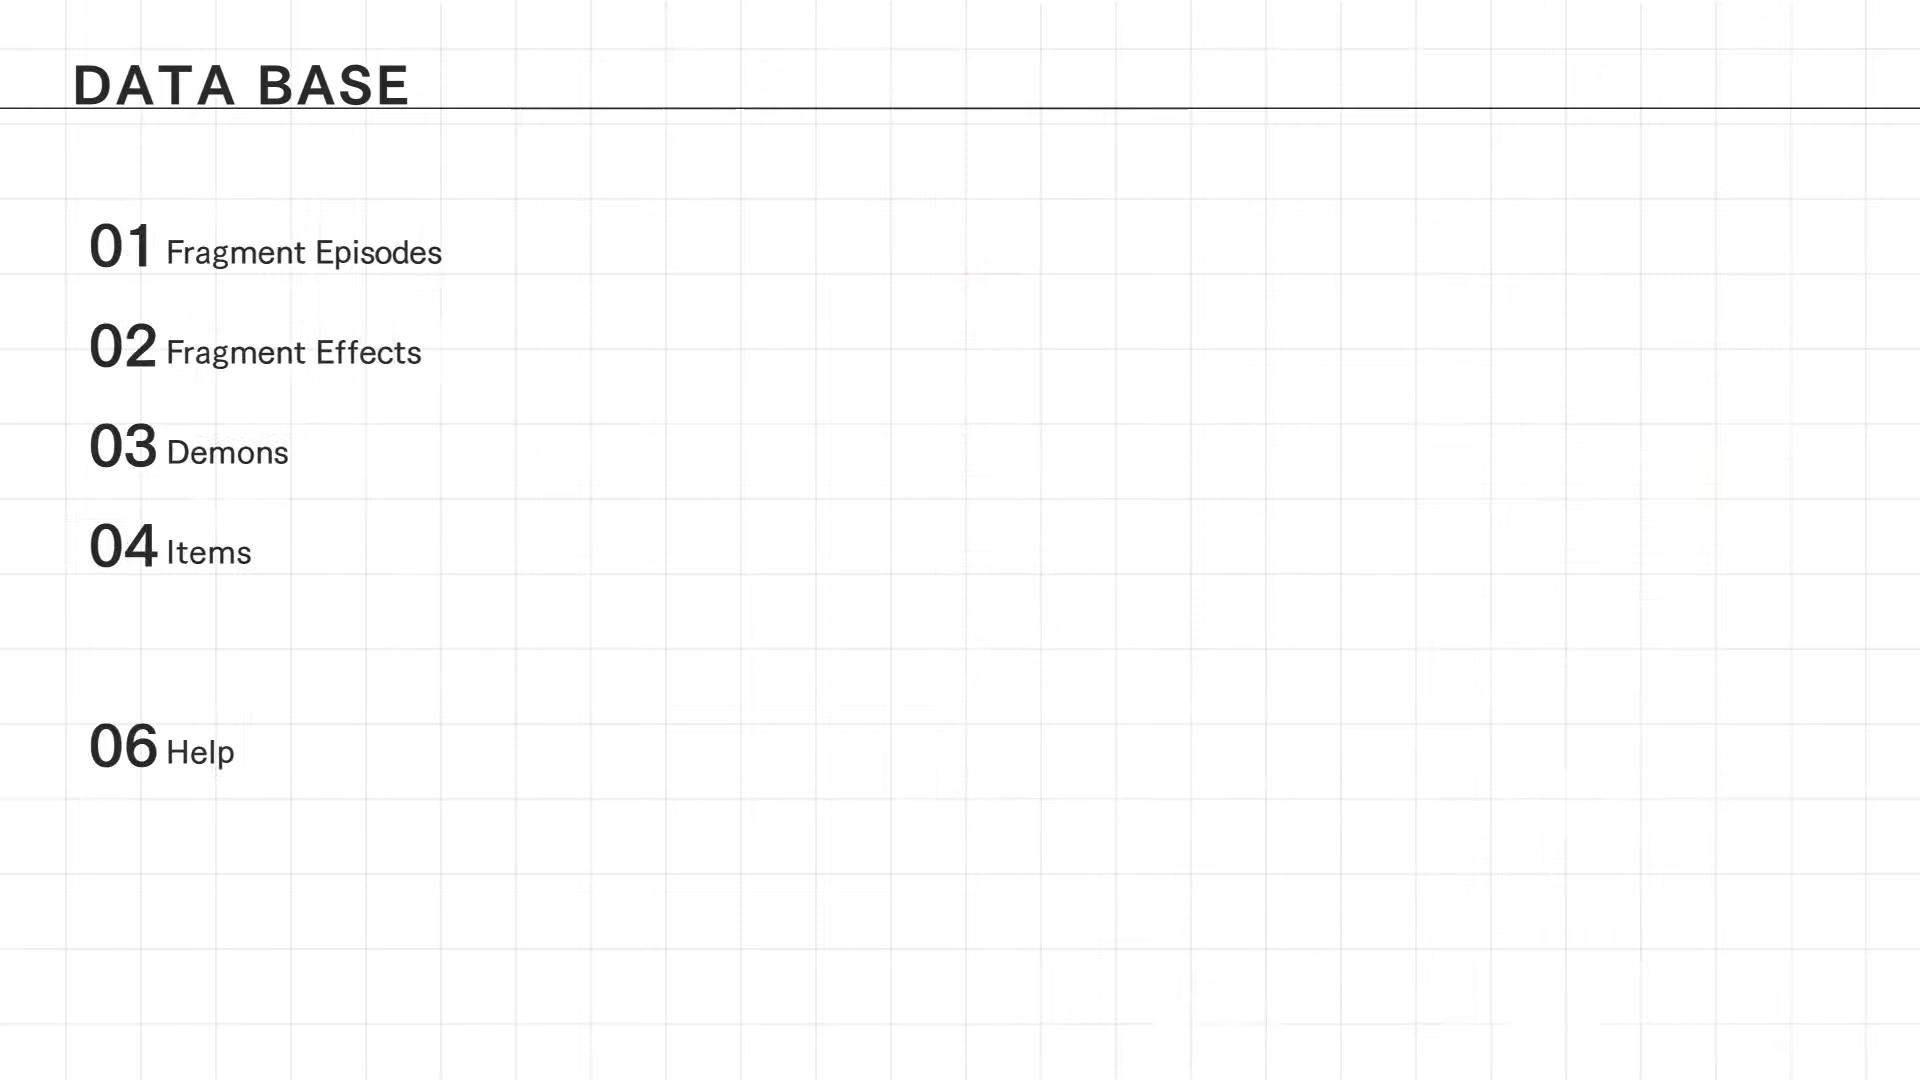 DATA BASE
01 Fragment Episodes
02 Fragment Effects
03 Demons
04 Items
06 Help